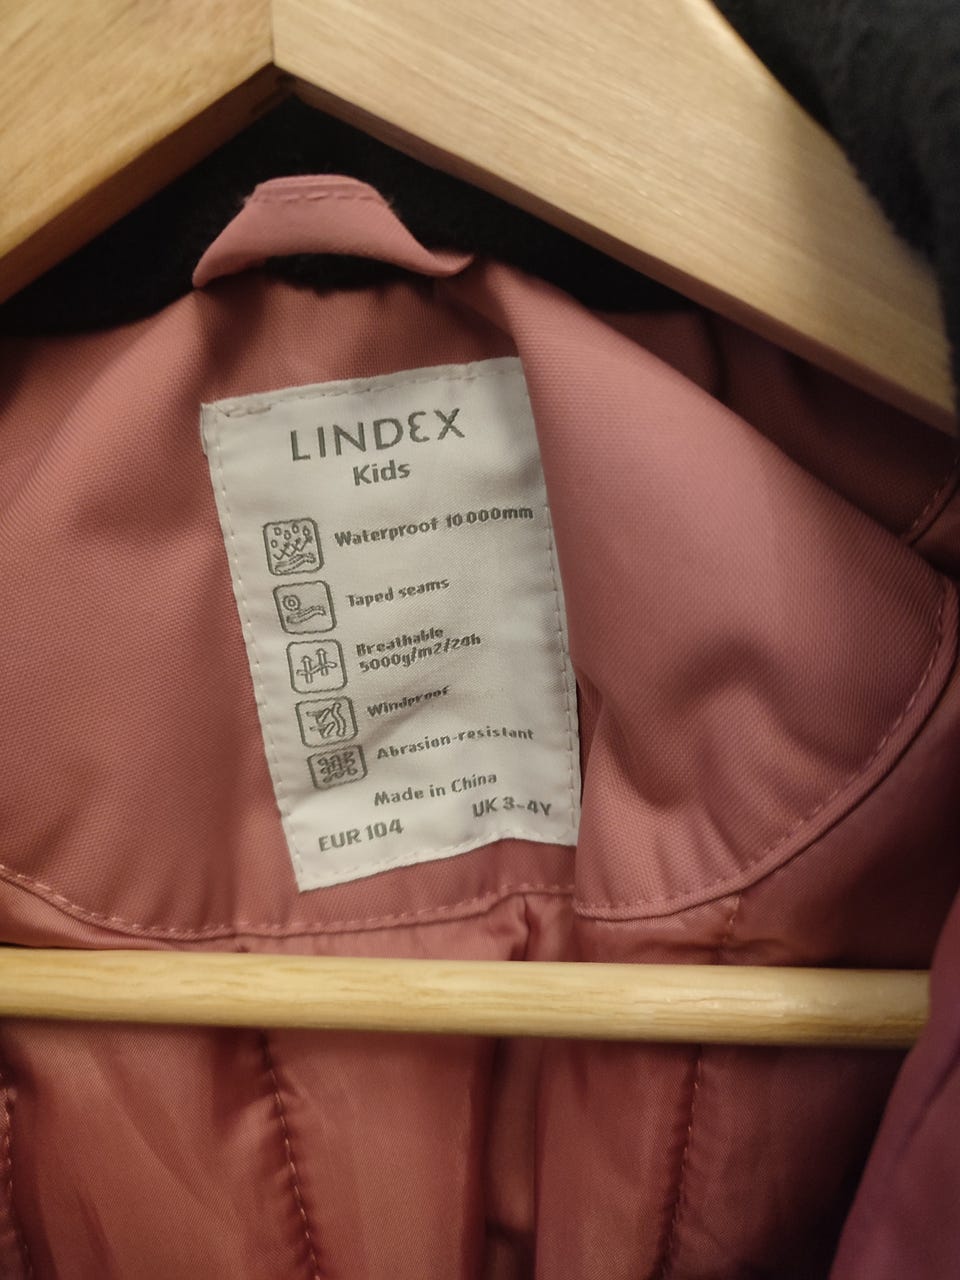 LINDEX
Kids
Waterproof 10 000mm
Taped seams
Breathable
5000g/m2/24h
Windproof
Abrasion-resistant
Made in China
EUR 104 UK 3-4Y